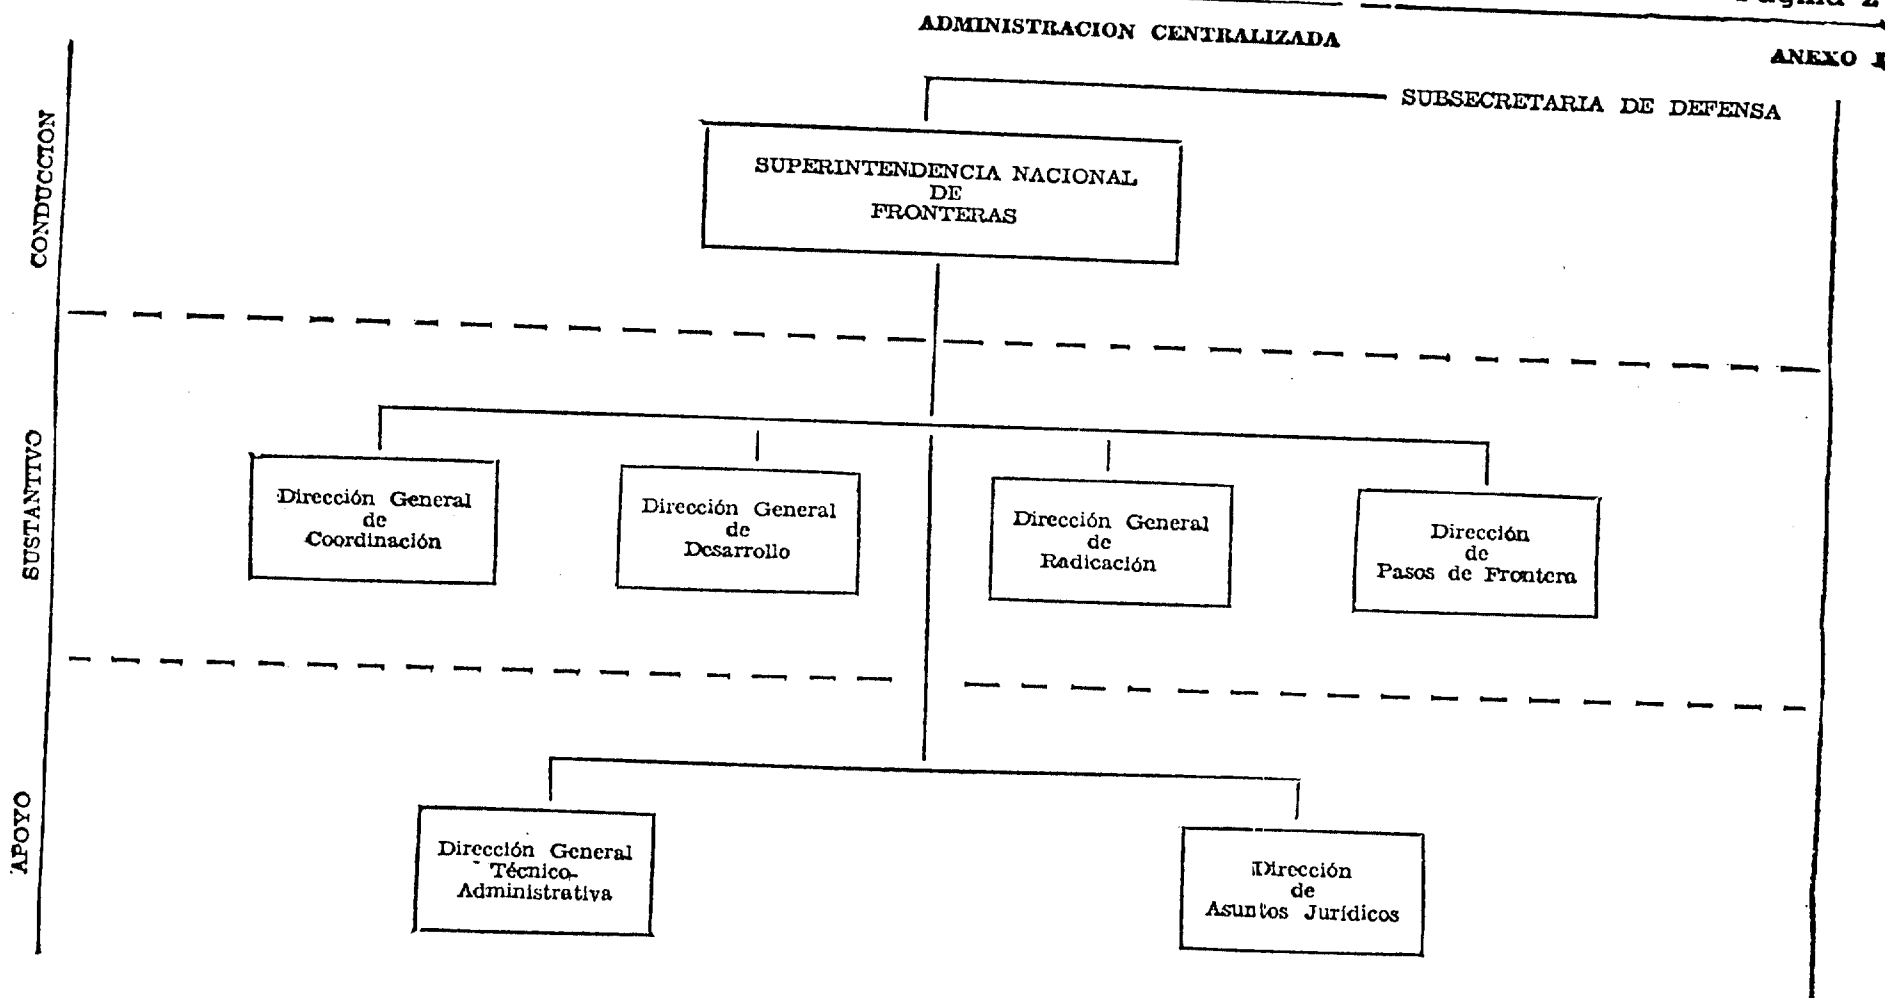 ADMINISTRACION CENTRALIZADA
ANEXO
SUBSECRETARIA DE DEFENSA
CONDUCCION
SUPERINTENDENCIA NACIONAL
DE
FRONTERAS
SUSTANTIVO
Dirección General
de
Coordinación
Dirección General
de
Desarrollo
Dirección General
de
Radicación
Dirección
de
Pasos de Frontera
APOYO
Dirección General
Técnico-
Administrativa
Dirección
de
Asuntos Jurídicos